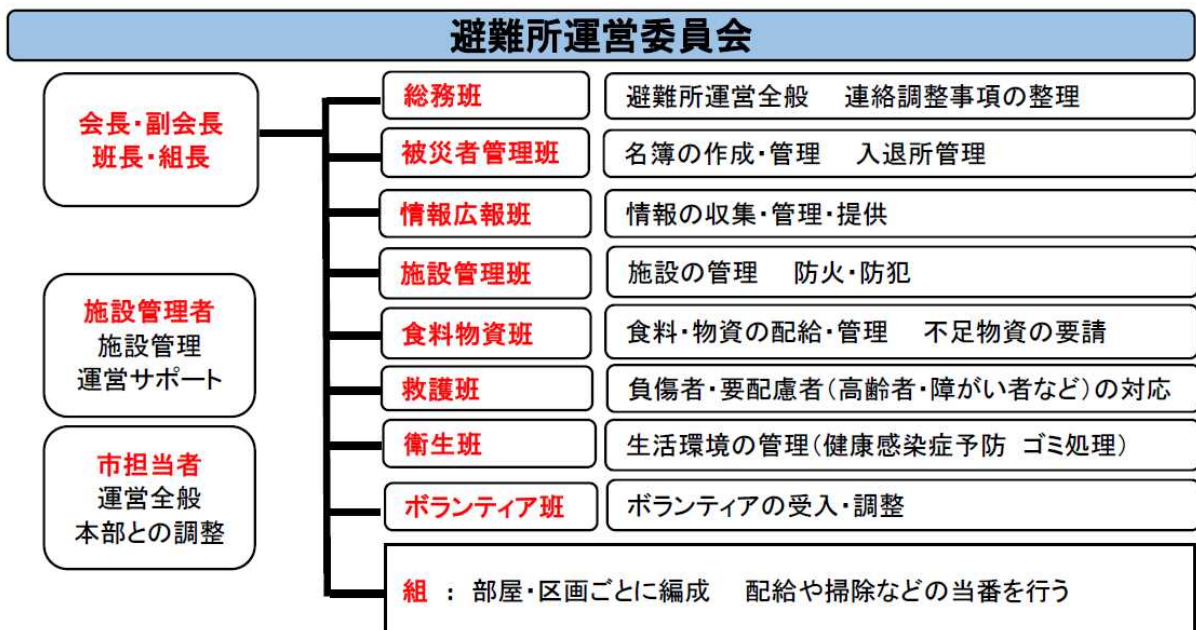 避難所運営委員会
会長・副会長
班長・組長
総務班 避難所運営全般 連絡調整事項の整理
被災者管理班 名簿の作成・管理 入退所管理
情報広報班 情報の収集・管理・提供
施設管理班 施設の管理 防火・防犯
施設管理者
施設管理
運営サポート
食料物資班 食料・物資の配給・管理 不足物資の要請
救護班 負傷者・要配慮者(高齢者・障がい者など)の対応
衛生班 生活環境の管理(健康感染症予防 ゴミ処理)
市担当者
運営全般
本部との調整
ボランティア班 ボランティアの受入・調整
組 : 部屋・区画ごとに編成 配給や掃除などの当番を行う